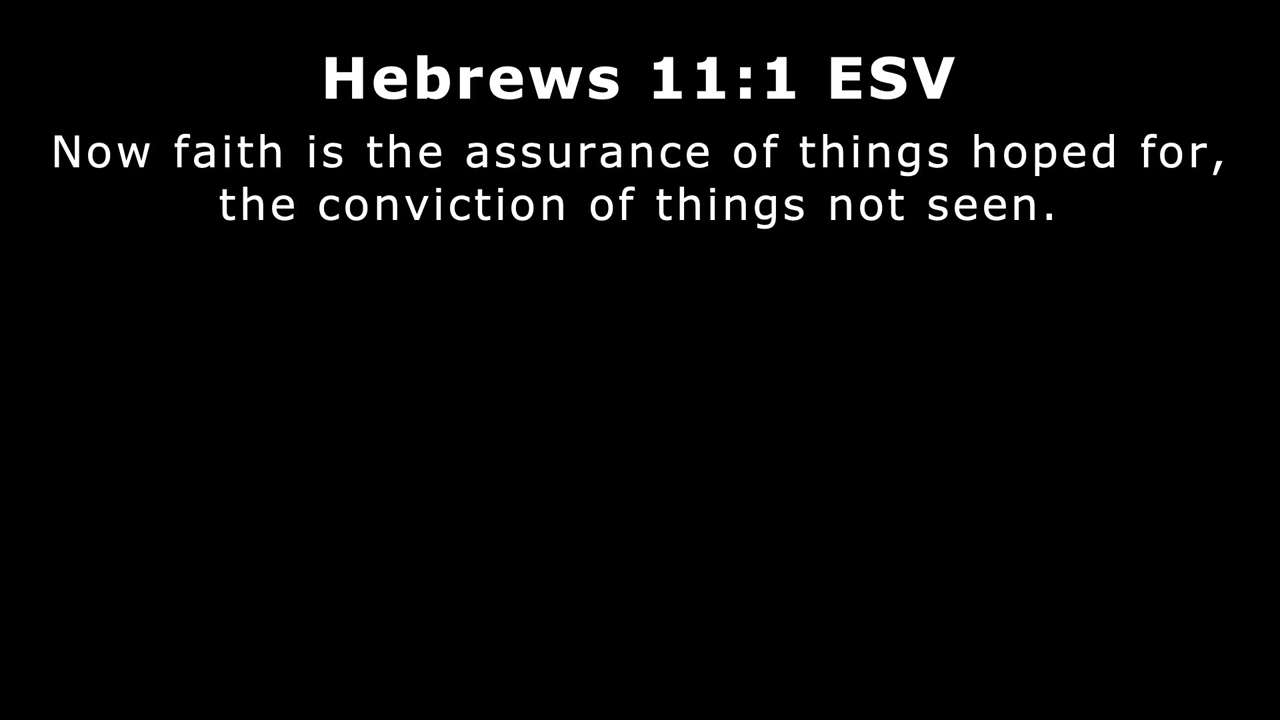 Hebrews 11:1 ESV
Now faith is the assurance of things hoped for,
the conviction of things not seen.